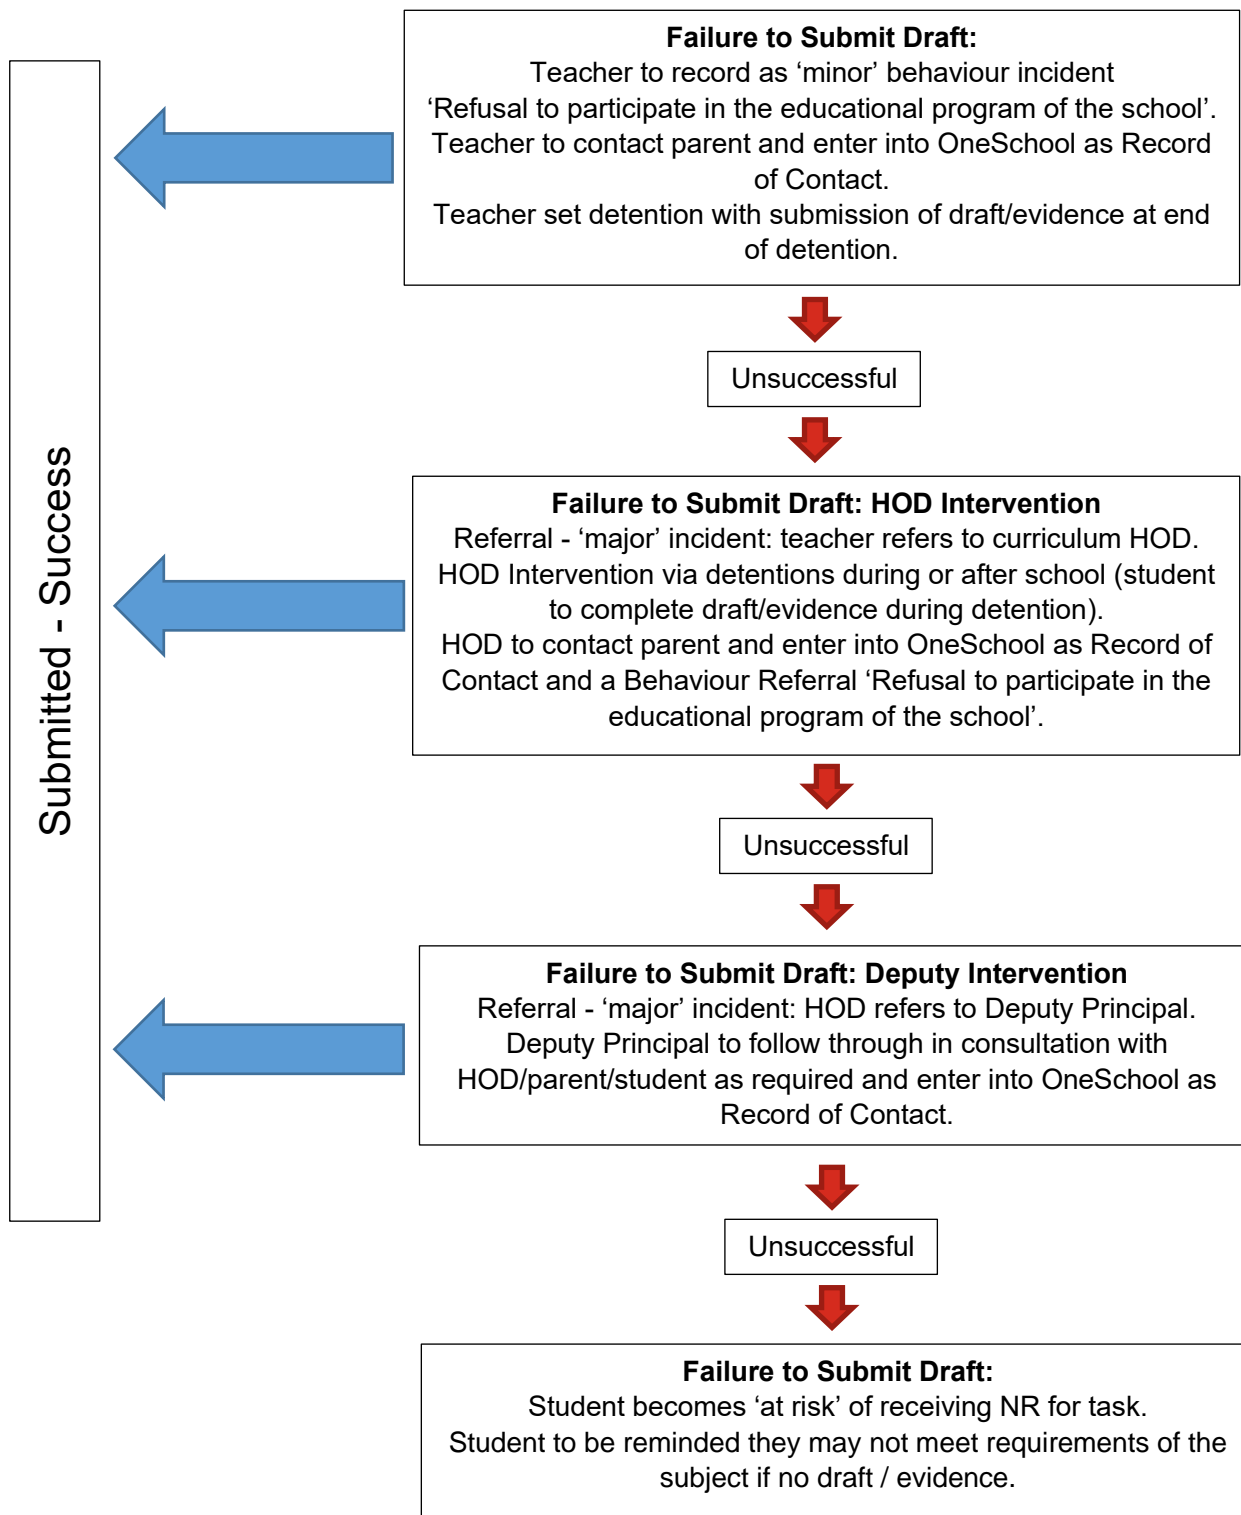 Failure to Submit Draft:
Teacher to record as ‘minor’ behaviour incident
‘Refusal to participate in the educational program of the school’.
Teacher to contact parent and enter into OneSchool as Record
of Contact.
Teacher set detention with submission of draft/evidence at end
of detention.
Unsuccessful
Submitted - Success
Failure to Submit Draft: HOD Intervention
Referral - ‘major’ incident: teacher refers to curriculum HOD.
HOD Intervention via detentions during or after school (student
to complete draft/evidence during detention).
HOD to contact parent and enter into OneSchool as Record of
Contact and a Behaviour Referral ‘Refusal to participate in the
educational program of the school’.
Unsuccessful
Failure to Submit Draft: Deputy Intervention
Referral - ‘major’ incident: HOD refers to Deputy Principal.
Deputy Principal to follow through in consultation with
HOD/parent/student as required and enter into OneSchool as
Record of Contact.
Unsuccessful
Failure to Submit Draft:
Student becomes ‘at risk’ of receiving NR for task.
Student to be reminded they may not meet requirements of the
subject if no draft / evidence.